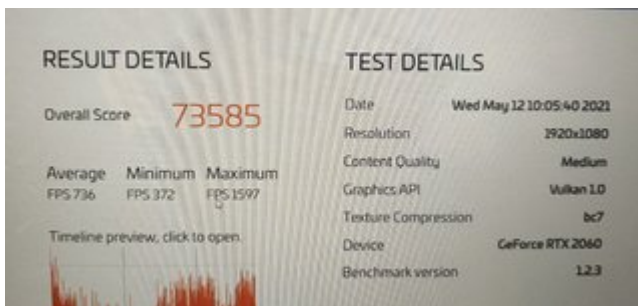 RESULT DETAILS
Overall Score 73585
Average Minimum Maximum
FPS 736 FPS 372 FPS 1597
Timeline preview, click to open
TEST DETAILS
Date Wed May 12 10:05:40 2021
Resolution 1920x1080
Content Quality Medium
Graphics API Vulkan 1.0
Texture Compression bc7
Device GeForce RTX 2060
Benchmark version 1.2.3